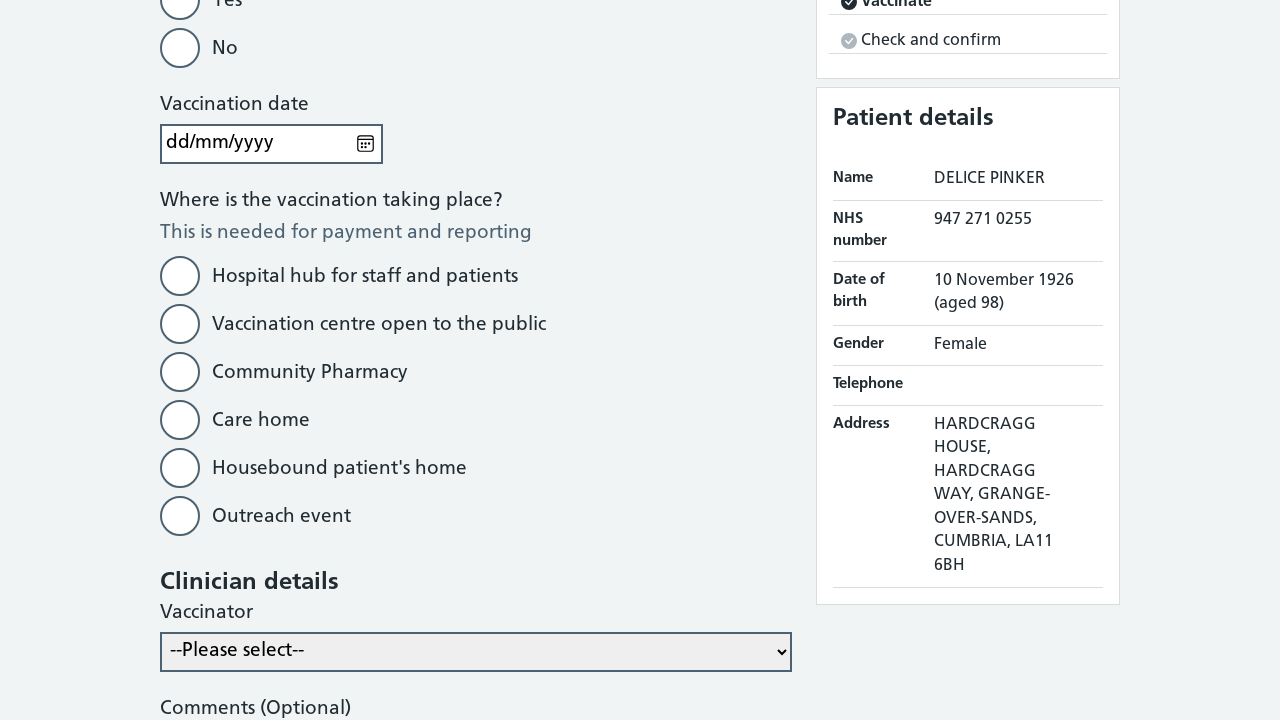 Yes
No
Vaccination date
dd/mm/yyyy
Where is the vaccination taking place?
This is needed for payment and reporting
Hospital hub for staff and patients
Vaccination centre open to the public
Community Pharmacy
Care home
Housebound patient's home
Outreach event
Clinician details
Vaccinator
--Please select--
Comments (Optional)
Vaccinate
Check and confirm
Patient details
Name DELICE PINKER
NHS number 947 271 0255
Date of birth 10 November 1926 (aged 98)
Gender Female
Telephone
Address HARDCRAGG
HOUSE,
HARDCRAGG
WAY, GRANGE-
OVER-SANDS,
CUMBRIA, LA11
6BH